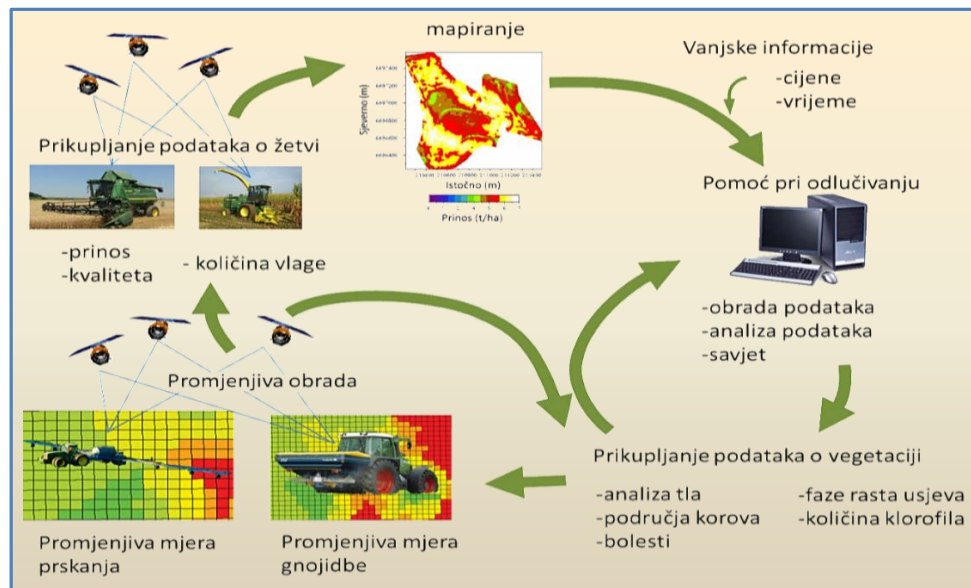 mapiranje
Vanjske informacije
-cijene
-vrijeme
Prikupljanje podataka o žetvi
Sjeverno (m)
Istočno (m)
Prinos (t/ha)
-prinos
-kvaliteta
- količina vlage
Pomoć pri odlučivanju
-obrada podataka
-analiza podataka
-savjet
Promjenjiva obrada
Prikupljanje podataka o vegetaciji
-analiza tla
-područja korova
-bolesti
-faze rasta usjeva
-količina klorofila
Promjenjiva mjera
prskanja
Promjenjiva mjera
gnojidbe